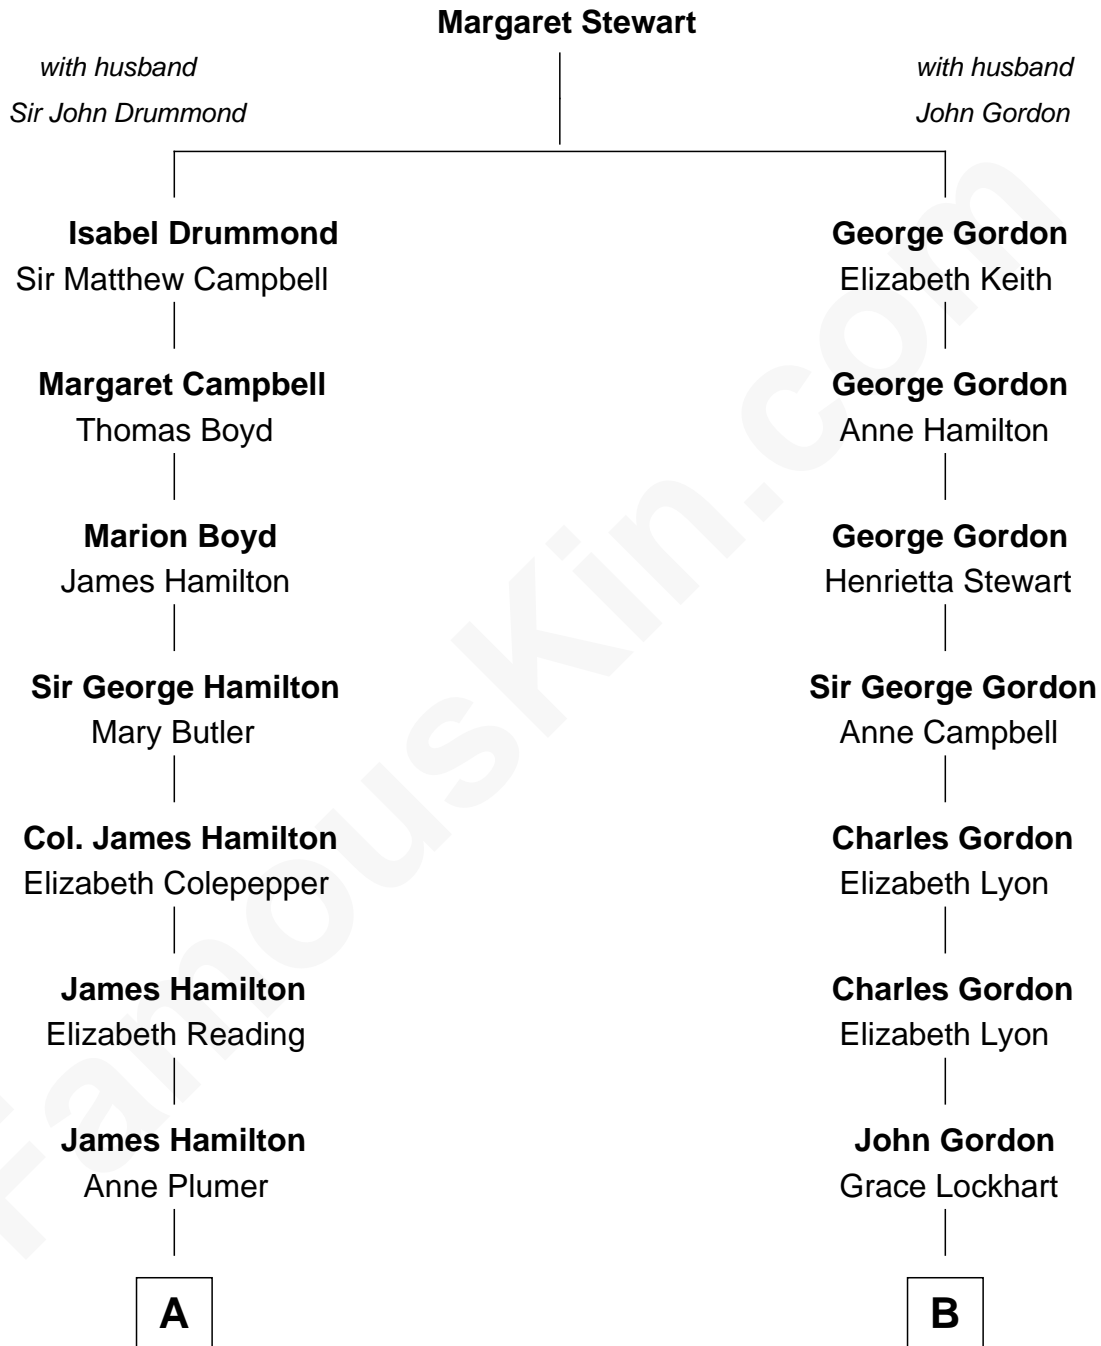 Margaret Stewart
with husband
Sir John Drummond
with husband
John Gordon
Isabel Drummond
Sir Matthew Campbell
George Gordon
Elizabeth Keith
Margaret Campbell
Thomas Boyd
George Gordon
Anne Hamilton
Marion Boyd
James Hamilton
George Gordon
Henrietta Stewart
Sir George Hamilton
Mary Butler
Sir George Gordon
Anne Campbell
Col. James Hamilton
Elizabeth Colepepper
Charles Gordon
Elizabeth Lyon
James Hamilton
Elizabeth Reading
Charles Gordon
Elizabeth Lyon
James Hamilton
Anne Plumer
John Gordon
Grace Lockhart
A
B
FamousKin.com